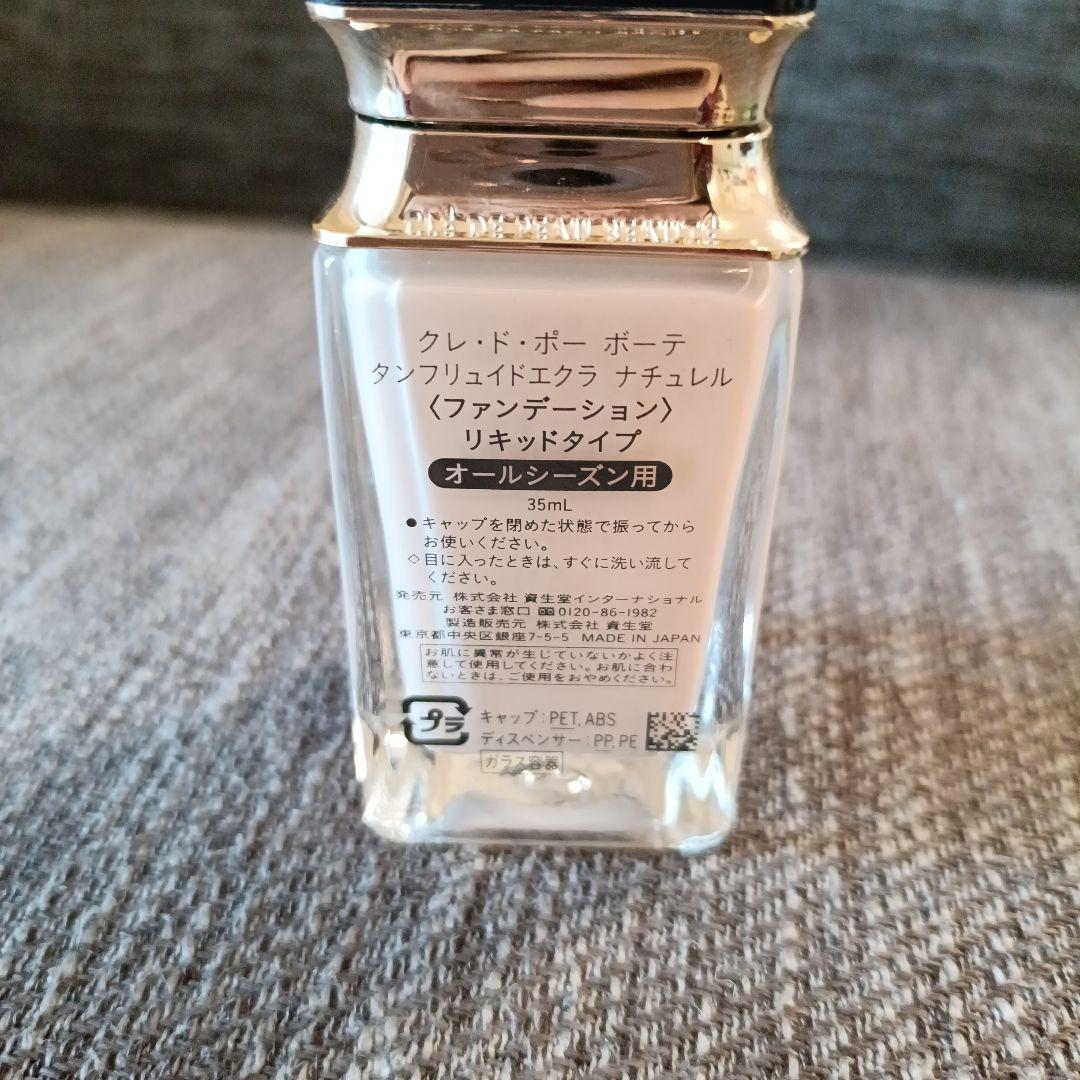 CLÉ DE PEAU BEAUTÉ
クレ・ド・ポー ボーテ
タンフリュイドエクラ ナチュレル
〈ファンデーション〉
リキッドタイプ
オールシーズン用
35mL
●キャップを閉めた状態で振ってから
お使いください。
◇目に入ったときは、すぐに洗い流して
ください。
発売元 株式会社 資生堂インターナショナル
お客さま窓口 0120-86-1982
製造販売元 株式会社 資生堂
東京都中央区銀座7-5-5 MADE IN JAPAN
お肌に異常が生じていないかよく注
意して使用してください。お肌に合わ
ないときは、ご使用をおやめください。
プラ
キャップ：PET, ABS
ディスペンサー：PP, PE
ガラス容器